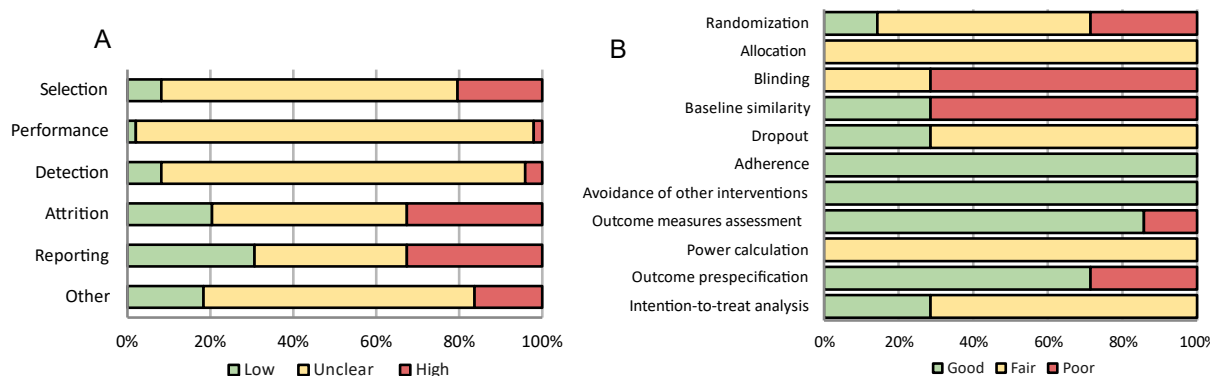 A
Selection
Performance
Detection
Attrition
Reporting
Other
0% 20% 40% 60% 80% 100%
Low Unclear High
B
Randomization
Allocation
Blinding
Baseline similarity
Dropout
Adherence
Avoidance of other interventions
Outcome measures assessment
Power calculation
Outcome prespecification
Intention-to-treat analysis
0% 20% 40% 60% 80% 100%
Good Fair Poor